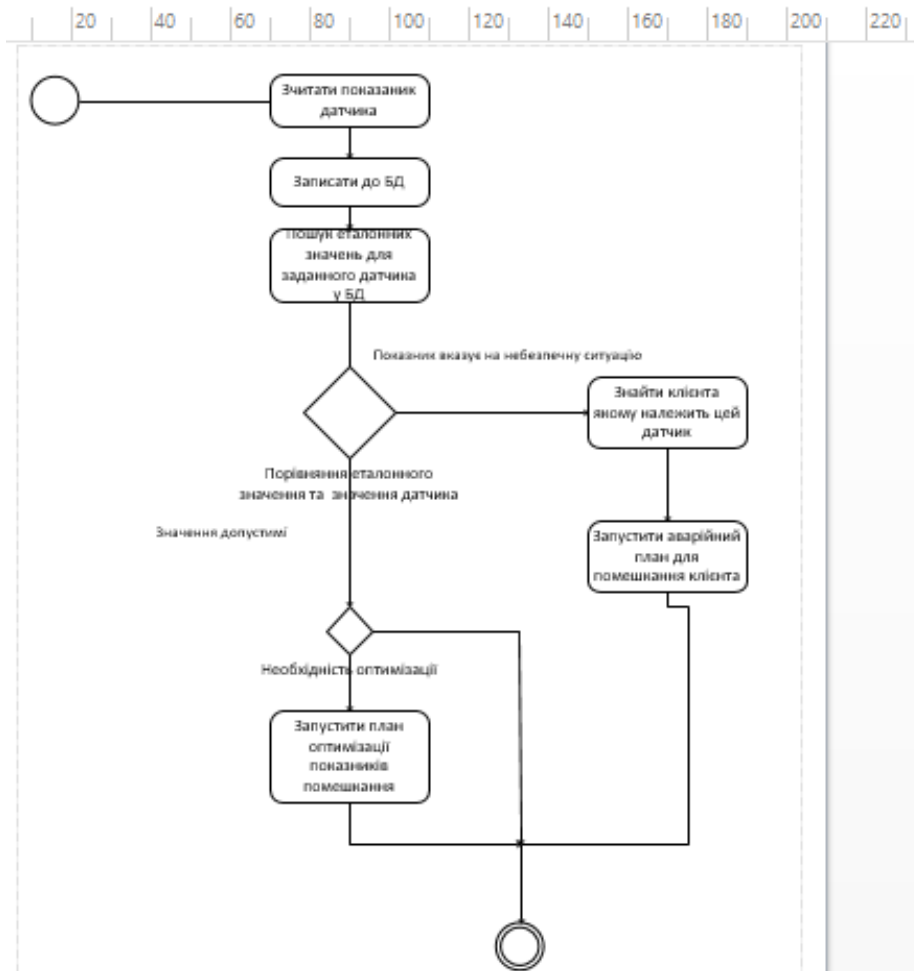 20 40 60 80 100 120 140 160 180 200 220
Зчитати показаник
датчика
Записати до БД
Пошук еталонних
значень для
заданного датчика
у БД
Показник вказує на небезпечну ситуацію
Знайти клієнта
якому належить цей
датчик
Порівняння еталонного
значення та значення датчика
Значення допустимі
Запустити аварійний
план для
помешкання клієнта
Необхідність оптимізації
Запустити план
оптимізації
показників
помешкання